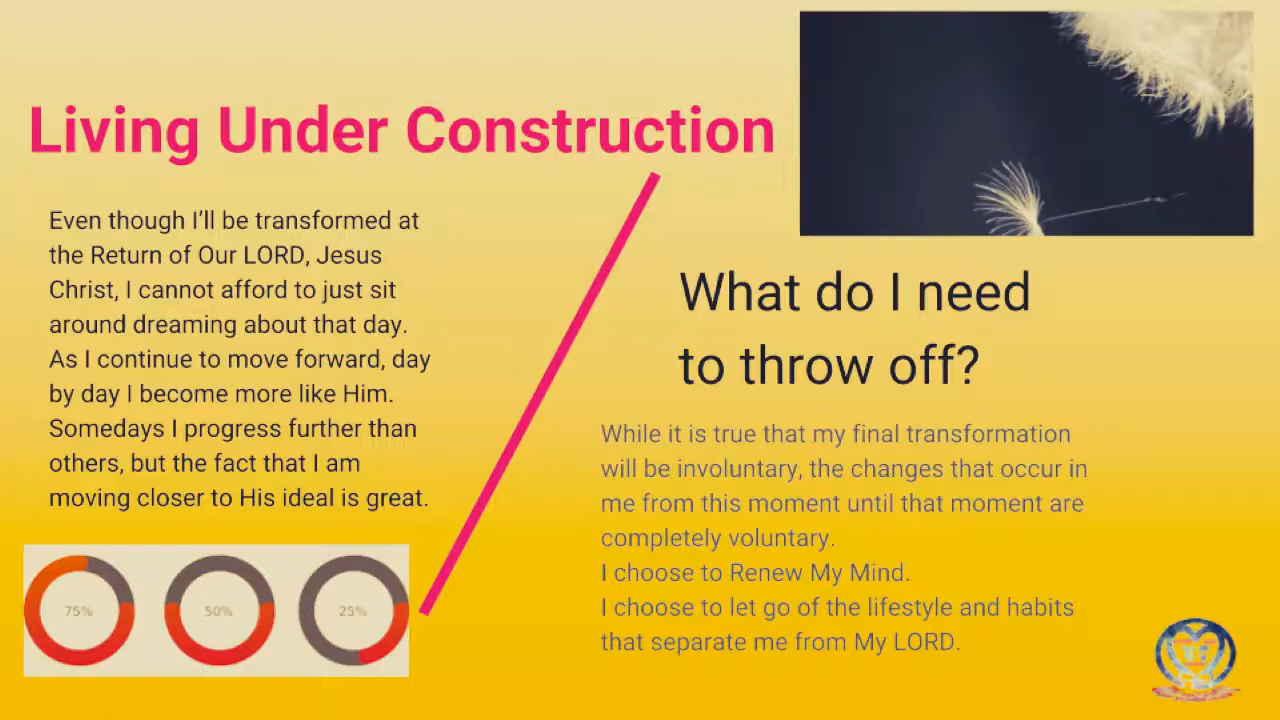 Living Under Construction
Even though I’ll be transformed at
the Return of Our LORD, Jesus
Christ, I cannot afford to just sit
around dreaming about that day.
As I continue to move forward, day
by day I become more like Him.
Somedays I progress further than
others, but the fact that I am
moving closer to His ideal is great.
75%
50%
25%
What do I need
to throw off?
While it is true that my final transformation
will be involuntary, the changes that occur in
me from this moment until that moment are
completely voluntary.
I choose to Renew My Mind.
I choose to let go of the lifestyle and habits
that separate me from My LORD.